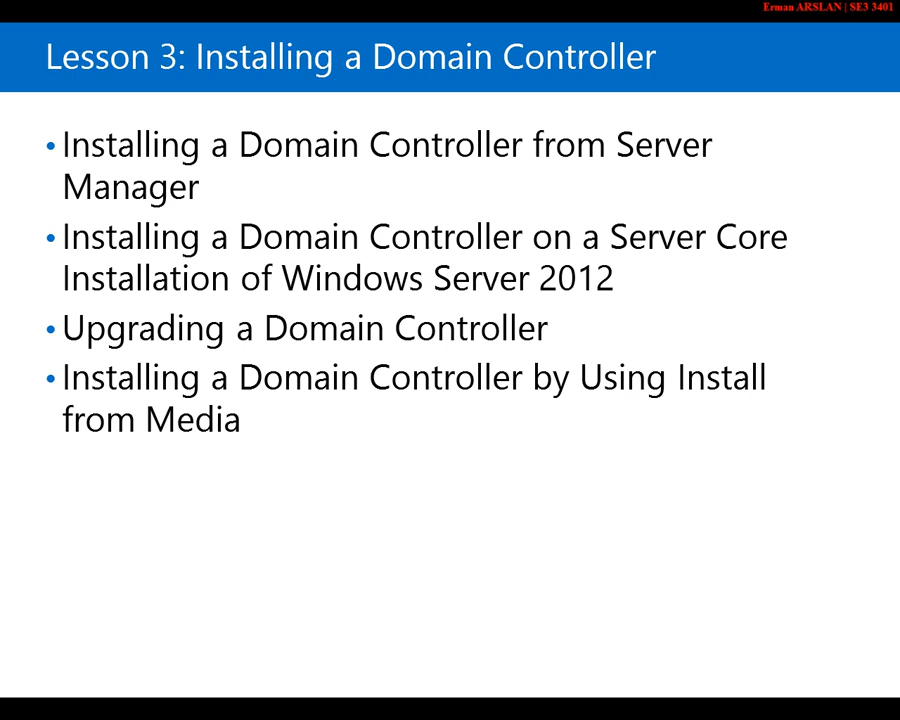 Erman ARSLAN | SE3 3401
Lesson 3: Installing a Domain Controller
• Installing a Domain Controller from Server
Manager
• Installing a Domain Controller on a Server Core
Installation of Windows Server 2012
• Upgrading a Domain Controller
• Installing a Domain Controller by Using Install
from Media